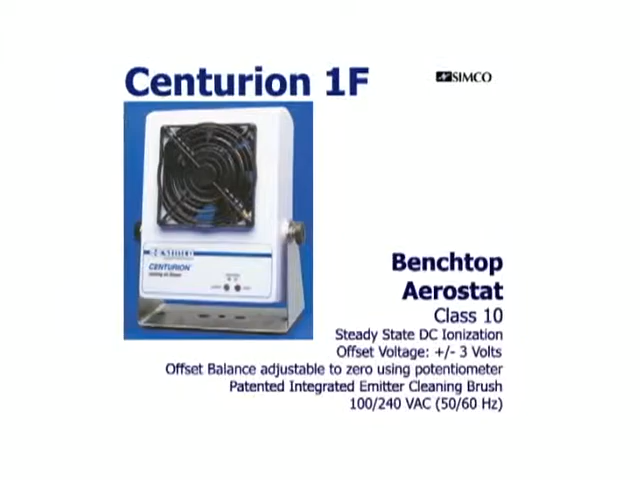 Centurion 1F
SIMCO
SIMCO
CENTURION
Benchtop
Aerostat
Class 10
Steady State DC Ionization
Offset Voltage: +/- 3 Volts
Offset Balance adjustable to zero using potentiometer
Patented Integrated Emitter Cleaning Brush
100/240 VAC (50/60 Hz)